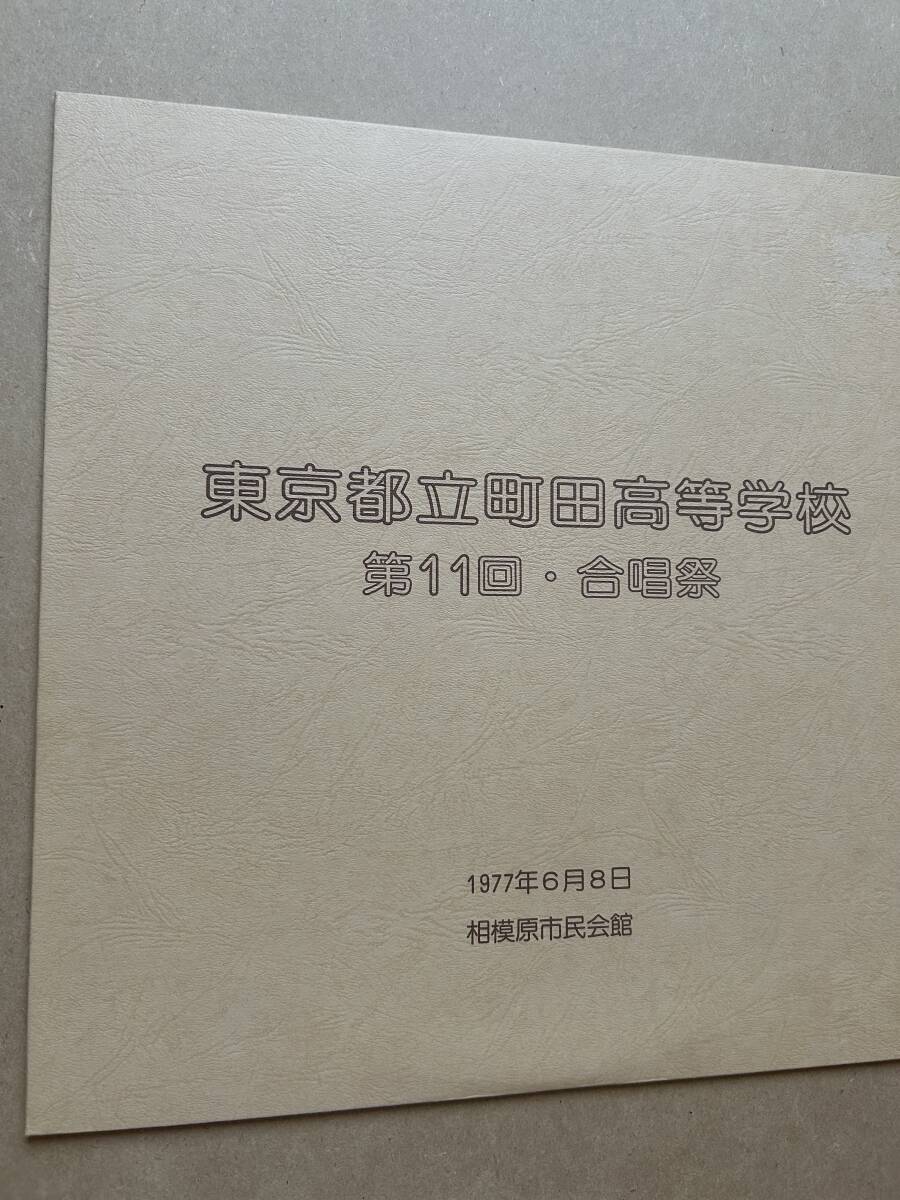 東京都立町田高等学校
第11回・合唱祭
1977年6月8日
相模原市民会館